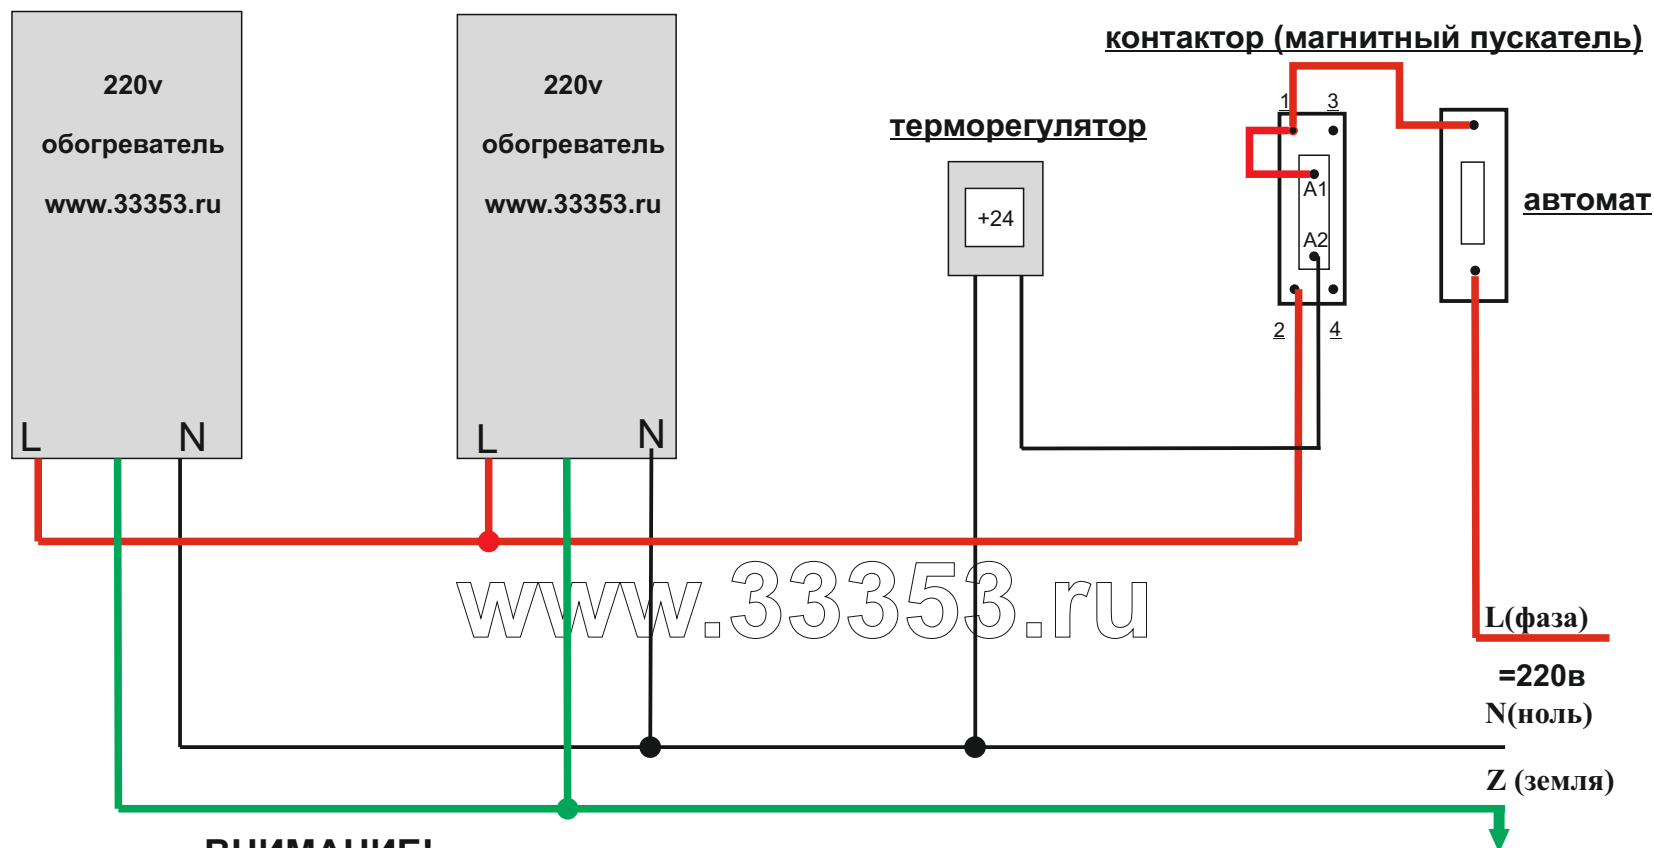 220v
обогреватель
www.33353.ru
L
N
220v
обогреватель
www.33353.ru
L
N
терморегулятор
+24
контактор (магнитный пускатель)
1
3
A1
A2
2
4
автомат
www.33353.ru
L(фаза)
=220в
N(ноль)
Z (земля)
ВНИМАНИЕ!